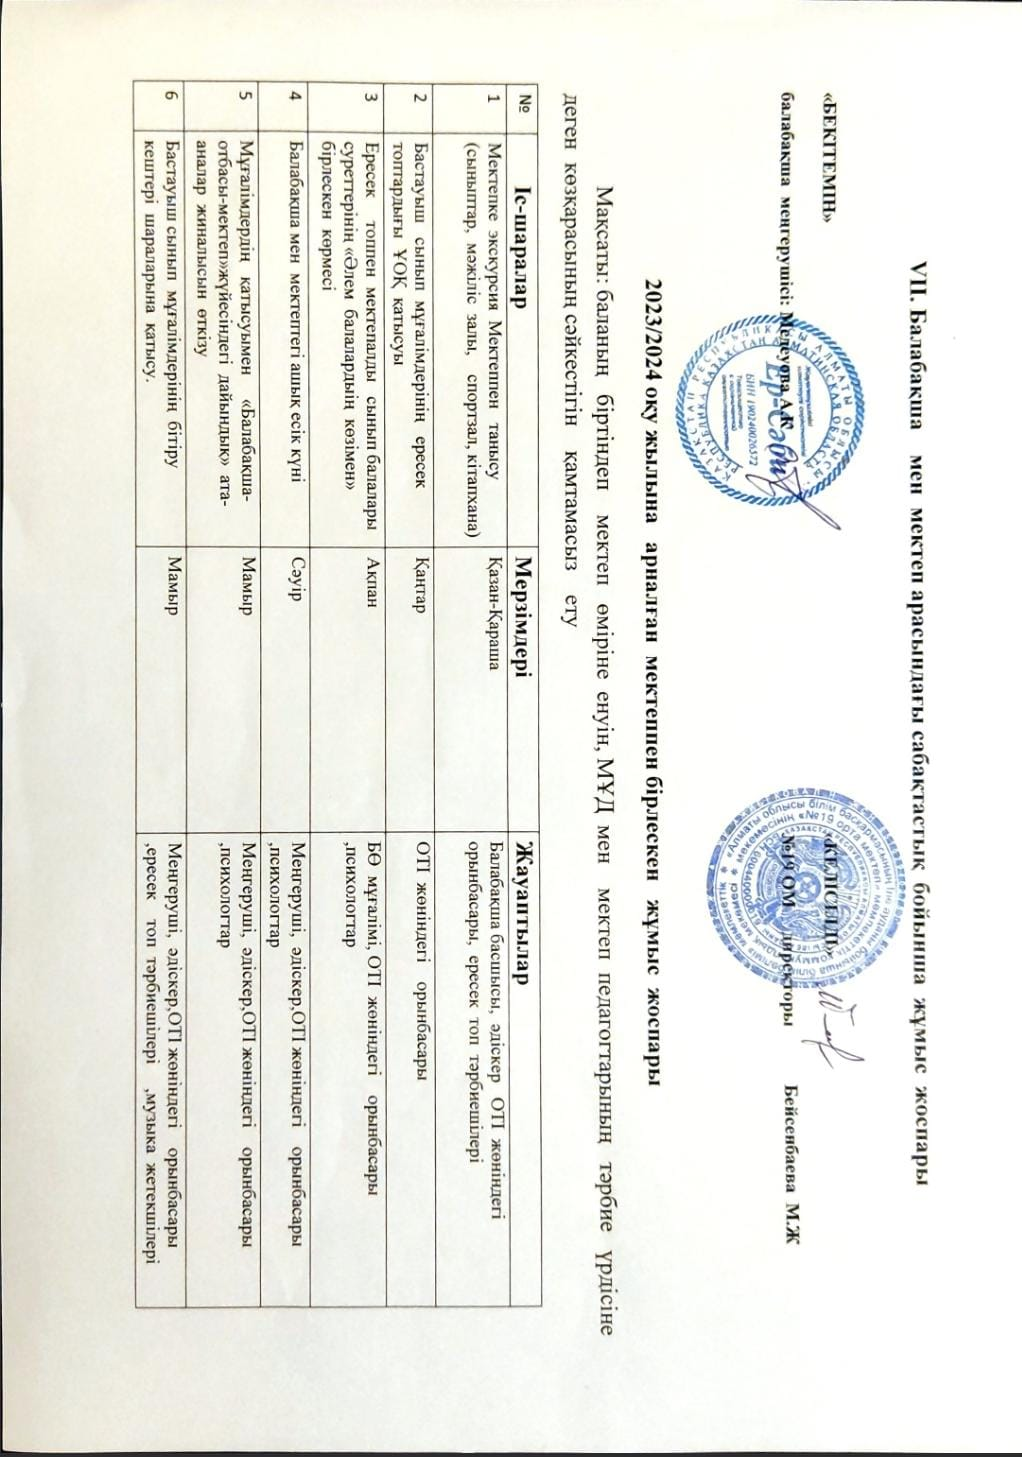 VII. Балабақша мен мектеп арасындағы сабақтастық бойынша жұмыс жоспары
«БЕКІТЕМІН»
«КЕЛІСІЛДІ»
балабақша меңгерушісі: Медеуова А.К
№19 ОМ директоры Бейсенбаева М.Ж
Ер-Сәби
БИН 190240026572
2023/2024 оқу жылына арналған мектеппен бірлескен жұмыс жоспары
Мақсаты: баланың біртіндеп мектеп өміріне енуін, МҰД мен мектеп педагогтарының тәрбие үрдісіне
деген көзқарасының сәйкестігін қамтамасыз ету
№ Іс-шаралар Мерзімдері Жауаптылар
1 Мектепке экскурсия Мектеппен танысу
(сыныптар, мәжіліс залы, спортзал, кітапхана)
Қазан-Қараша
Балабақша басшысы, әдіскер ОТІ жөніндегі
орынбасары, ересек топ тәрбиешілері
2 Бастауыш сынып мұғалімдерінің ересек
топтардығы ҰОҚ қатысуы
Қаңтар
ОТІ жөніндегі орынбасары
3 Ересек топпен мектепалды сынып балалары
суреттерінің «Әлем балалардың көзімен»
бірлескен көрмесі
Ақпан
БӨ мұғалімі, ОТІ жөніндегі орынбасары
,психологтар
4 Балабақша мен мектептегі ашық есік күні
Сәуір
Меңгеруші, әдіскер,ОТІ жөніндегі орынбасары
,психологтар
5 Мұғалімдердің қатысуымен «Балабақша-
отбасы-мектеп»жүйесіндегі дайындық» ата-
аналар жиналысын өткізу
Мамыр
Меңгеруші, әдіскер,ОТІ жөніндегі орынбасары
,психологтар
6 Бастауыш сынып мұғалімдерінің бітіру
кештері шараларына қатысу.
Мамыр
Меңгеруші, әдіскер,ОТІ жөніндегі орынбасары
,ересек топ тәрбиешілері ,музыка жетекшілері